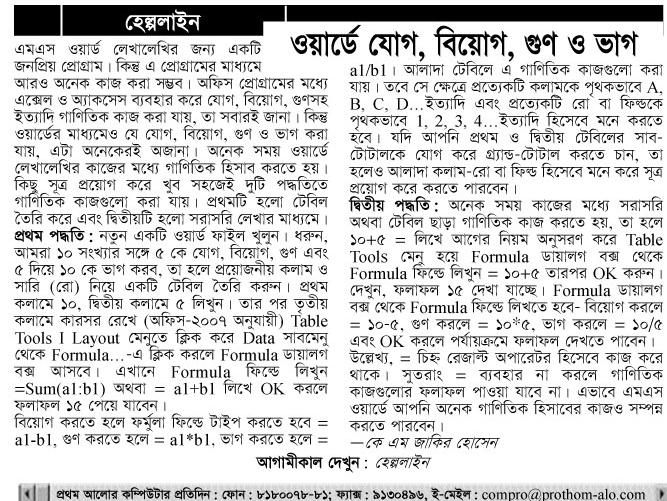 হেল্পলাইন
ওয়ার্ডে যোগ, বিয়োগ, গুণ ও ভাগ
এমএস ওয়ার্ড লেখালেখির জন্য একটি
জনপ্রিয় প্রোগ্রাম। কিন্তু এ প্রোগ্রামের মাধ্যমে
আরও অনেক কাজ করা সম্ভব। অফিস প্রোগ্রামের মধ্যে
এক্সেল ও অ্যাকসেস ব্যবহার করে যোগ, বিয়োগ, গুণসহ
ইত্যাদি গাণিতিক কাজ করা যায়, তা সবারই জানা। কিন্তু
ওয়ার্ডের মাধ্যমেও যে যোগ, বিয়োগ, গুণ ও ভাগ করা
যায়, এটা অনেকেরই অজানা। অনেক সময় ওয়ার্ডে
লেখালেখির কাজের মধ্যে গাণিতিক হিসাব করতে হয়।
কিছু সূত্র প্রয়োগ করে খুব সহজেই দুটি পদ্ধতিতে
গাণিতিক কাজগুলো করা যায়। প্রথমটি হলো টেবিল
তৈরি করে এবং দ্বিতীয়টি হলো সরাসরি লেখার মাধ্যমে।
প্রথম পদ্ধতি : নতুন একটি ওয়ার্ড ফাইল খুলুন। ধরুন,
আমরা ১০ সংখ্যার সঙ্গে ৫ কে যোগ, বিয়োগ, গুণ এবং
৫ দিয়ে ১০ কে ভাগ করব, তা হলে প্রয়োজনীয় কলাম ও
সারি (রো) নিয়ে একটি টেবিল তৈরি করুন। প্রথম
কলামে ১০, দ্বিতীয় কলামে ৫ লিখুন। তার পর তৃতীয়
কলামে কারসর রেখে (অফিস-২০০৭ অনুযায়ী) Table
Tools I Layout মেনুতে ক্লিক করে Data সাবমেনু
থেকে Formula...-এ ক্লিক করলে Formula ডায়ালগ
বক্স আসবে। এখানে Formula ফিল্ডে লিখুন
=Sum(a1:b1) অথবা = a1+b1 লিখে OK করলে
ফলাফল ১৫ পেয়ে যাবেন।
বিয়োগ করতে হলে ফর্মুলা ফিল্ডে টাইপ করতে হবে =
a1-b1, গুণ করতে হলে = a1*b1, ভাগ করতে হলে =
a1/b1। আলাদা টেবিলে এ গাণিতিক কাজগুলো করা
যায়। তবে সে ক্ষেত্রে প্রত্যেকটি কলামকে পৃথকভাবে A,
B, C, D...ইত্যাদি এবং প্রত্যেকটি রো বা ফিল্ডকে
পৃথকভাবে 1, 2, 3, 4...ইত্যাদি হিসেবে মনে করতে
হবে। যদি আপনি প্রথম ও দ্বিতীয় টেবিলের সাব-
টোটালকে যোগ করে গ্র্যান্ড-টোটাল করতে চান, তা
হলেও আলাদা কলাম-রো বা ফিল্ড হিসেবে মনে করে সূত্র
প্রয়োগ করে করতে পারবেন।
দ্বিতীয় পদ্ধতি : অনেক সময় কাজের মধ্যে সরাসরি
অথবা টেবিল ছাড়া গাণিতিক কাজ করতে হয়, তা হলে
১০+৫ = লিখে আগের নিয়ম অনুসরণ করে Table
Tools মেনু হয়ে Formula ডায়ালগ বক্স থেকে
Formula ফিল্ডে লিখুন = ১০+৫ তারপর OK করুন।
দেখুন, ফলাফল ১৫ দেখা যাচ্ছে। Formula ডায়ালগ
বক্স থেকে Formula ফিল্ডে লিখতে হবে- বিয়োগ করলে
= ১০-৫, গুণ করলে = ১০*৫, ভাগ করলে = ১০/৫
এবং OK করলে পর্যায়ক্রমে ফলাফল দেখতে পাবেন।
উল্লেখ্য, = চিহ্ন রেজাল্ট অপারেটর হিসেবে কাজ করে
থাকে। সুতরাং = ব্যবহার না করলে গাণিতিক
কাজগুলোর ফলাফল পাওয়া যাবে না। এভাবে এমএস
ওয়ার্ডে আপনি অনেক গাণিতিক হিসাবের কাজও সম্পন্ন
করতে পারবেন।
—কে এম জাকির হোসেন
আগামীকাল দেখুন : হেল্পলাইন
প্রথম আলোর কম্পিউটার প্রতিদিন : ফোন : ৮১৮০০৭৮-৮১; ফ্যাক্স : ৯১৩০৪৯৬, ই-মেইল : compro@prothom-alo.com